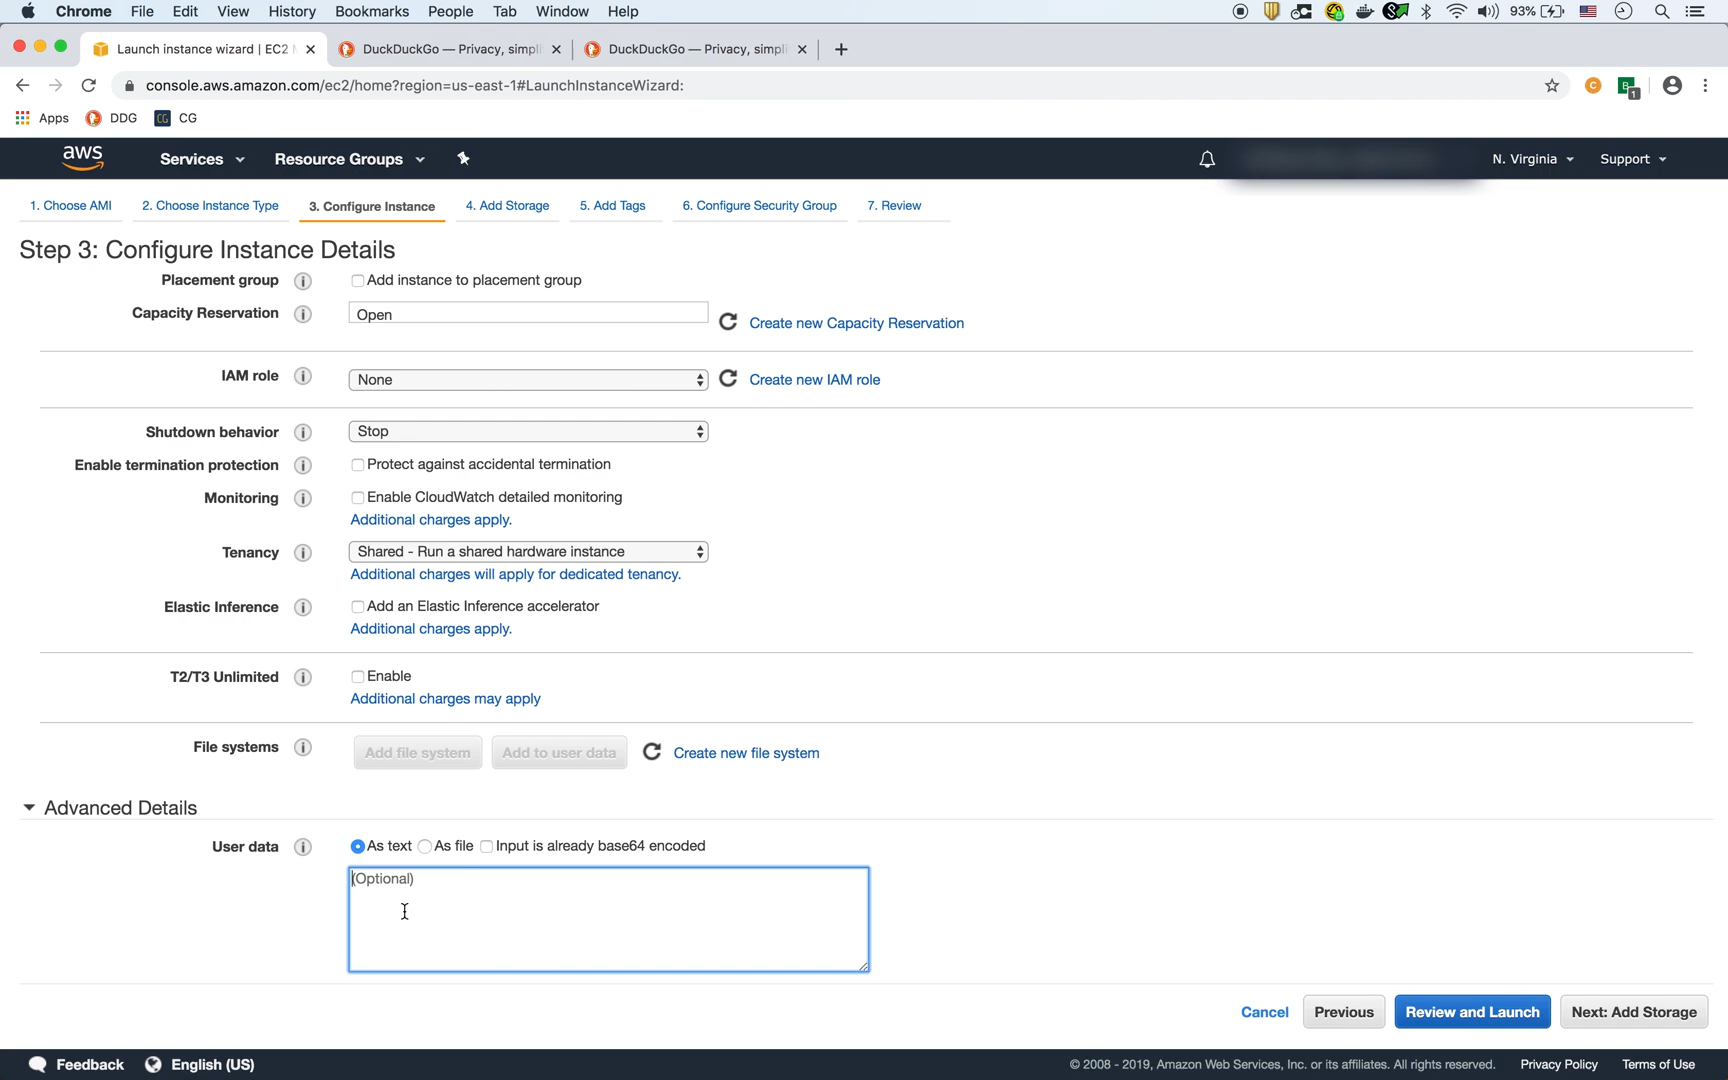 Chrome File Edit View History Bookmarks People Tab Window Help 93%
Launch instance wizard | EC2 M DuckDuckGo — Privacy, simpli DuckDuckGo — Privacy, simpli
console.aws.amazon.com/ec2/home?region=us-east-1#LaunchInstanceWizard:
Apps DDG CG CG
aws Services Resource Groups N. Virginia Support
1. Choose AMI 2. Choose Instance Type 3. Configure Instance 4. Add Storage 5. Add Tags 6. Configure Security Group 7. Review
Step 3: Configure Instance Details
Placement group Add instance to placement group
Capacity Reservation Open Create new Capacity Reservation
IAM role None Create new IAM role
Shutdown behavior Stop
Enable termination protection Protect against accidental termination
Monitoring Enable CloudWatch detailed monitoring
Additional charges apply.
Tenancy Shared - Run a shared hardware instance
Additional charges will apply for dedicated tenancy.
Elastic Inference Add an Elastic Inference accelerator
Additional charges apply.
T2/T3 Unlimited Enable
Additional charges may apply
File systems Add file system Add to user data Create new file system
Advanced Details
User data As text As file Input is already base64 encoded
(Optional)
Cancel Previous Review and Launch Next: Add Storage
Feedback English (US) © 2008 - 2019, Amazon Web Services, Inc. or its affiliates. All rights reserved. Privacy Policy Terms of Use